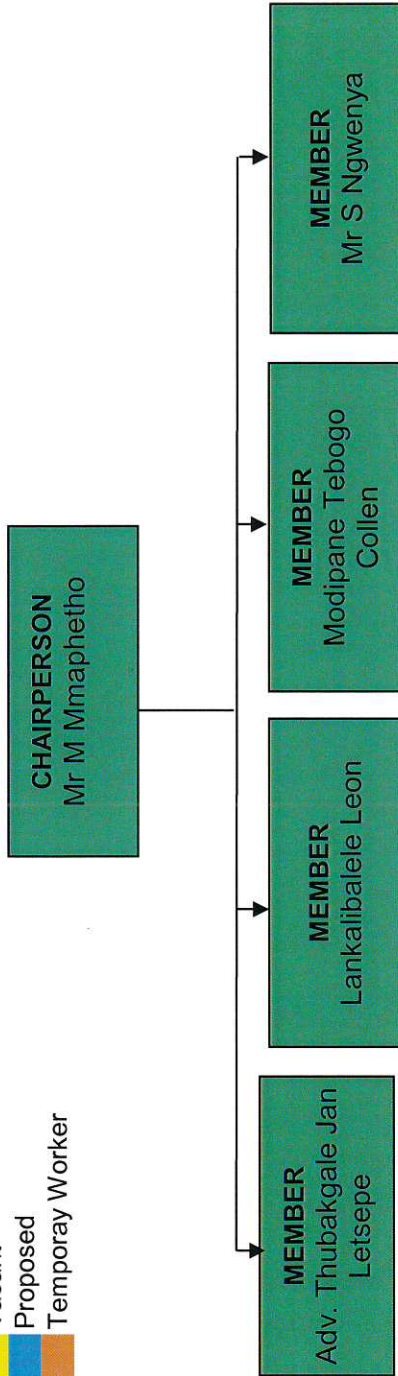 Proposed
Temporay Worker
CHAIRPERSON
Mr M Mmaphetho
MEMBER
Adv. Thubakgale Jan
Letsepe
MEMBER
Lankalibalele Leon
MEMBER
Modipane Tebogo
Collen
MEMBER
Mr S Ngwenya